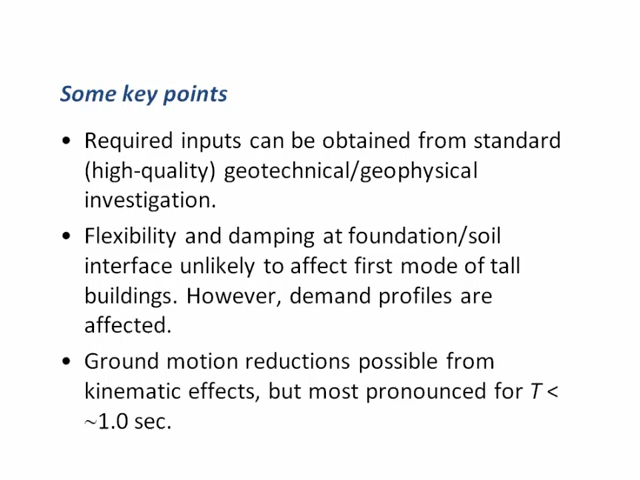 Some key points
• Required inputs can be obtained from standard
(high-quality) geotechnical/geophysical
investigation.
• Flexibility and damping at foundation/soil
interface unlikely to affect first mode of tall
buildings. However, demand profiles are
affected.
• Ground motion reductions possible from
kinematic effects, but most pronounced for T <
~1.0 sec.